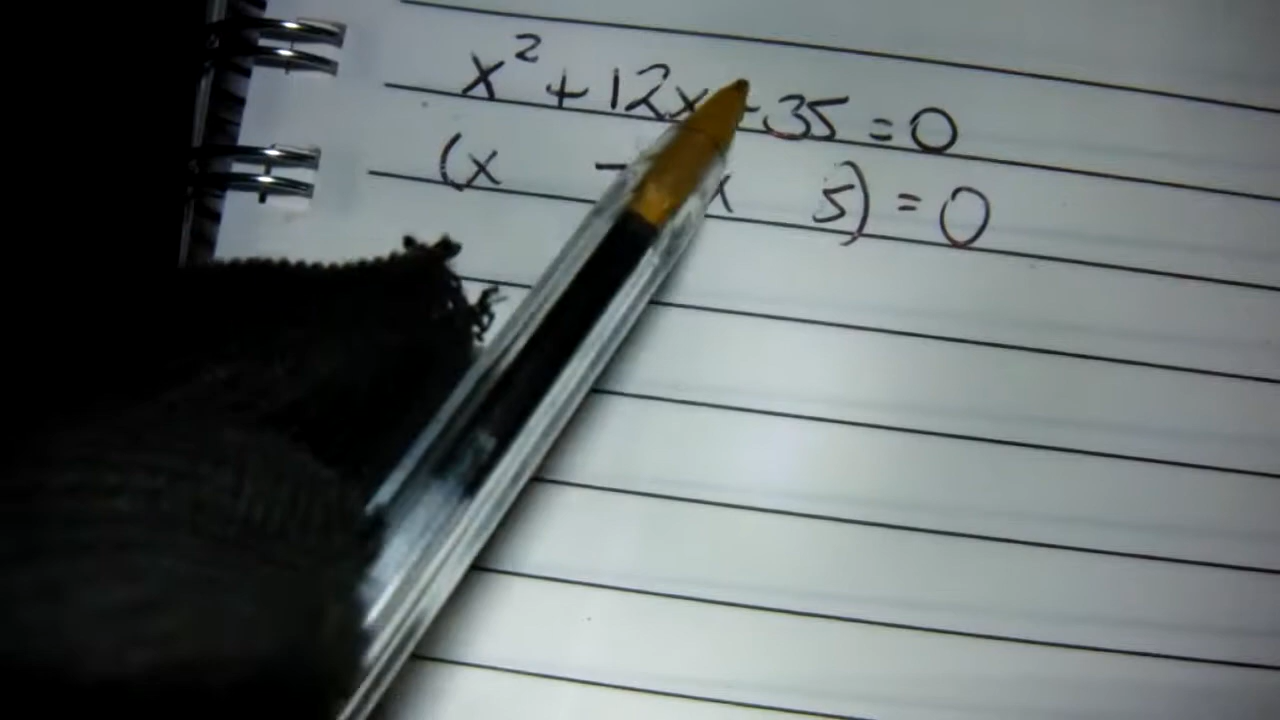 x² + 12x + 35 = 0
(x x 5) = 0